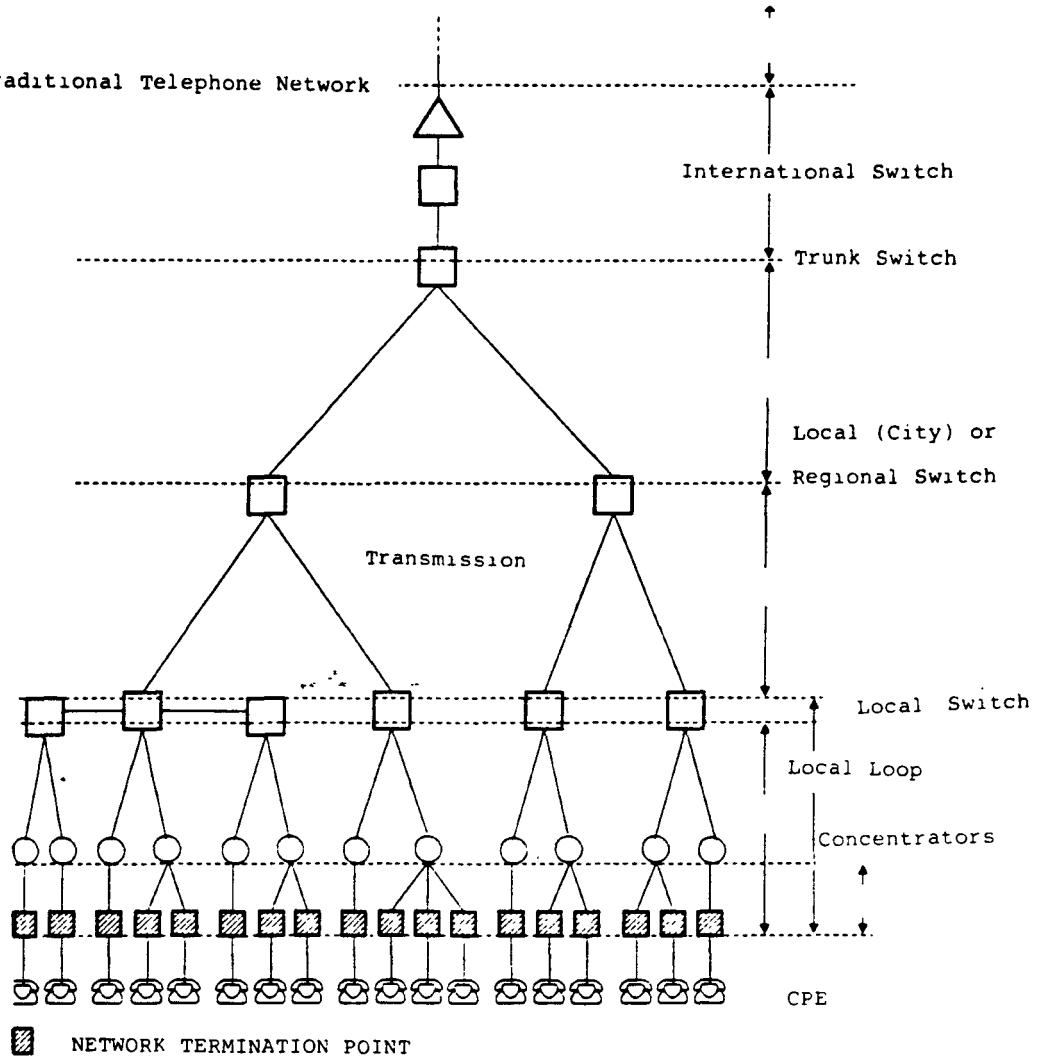 Traditional Telephone Network
International Switch
Trunk Switch
Local (City) or
Regional Switch
Transmission
Local Switch
Local Loop
Concentrators
CPE
NETWORK TERMINATION POINT